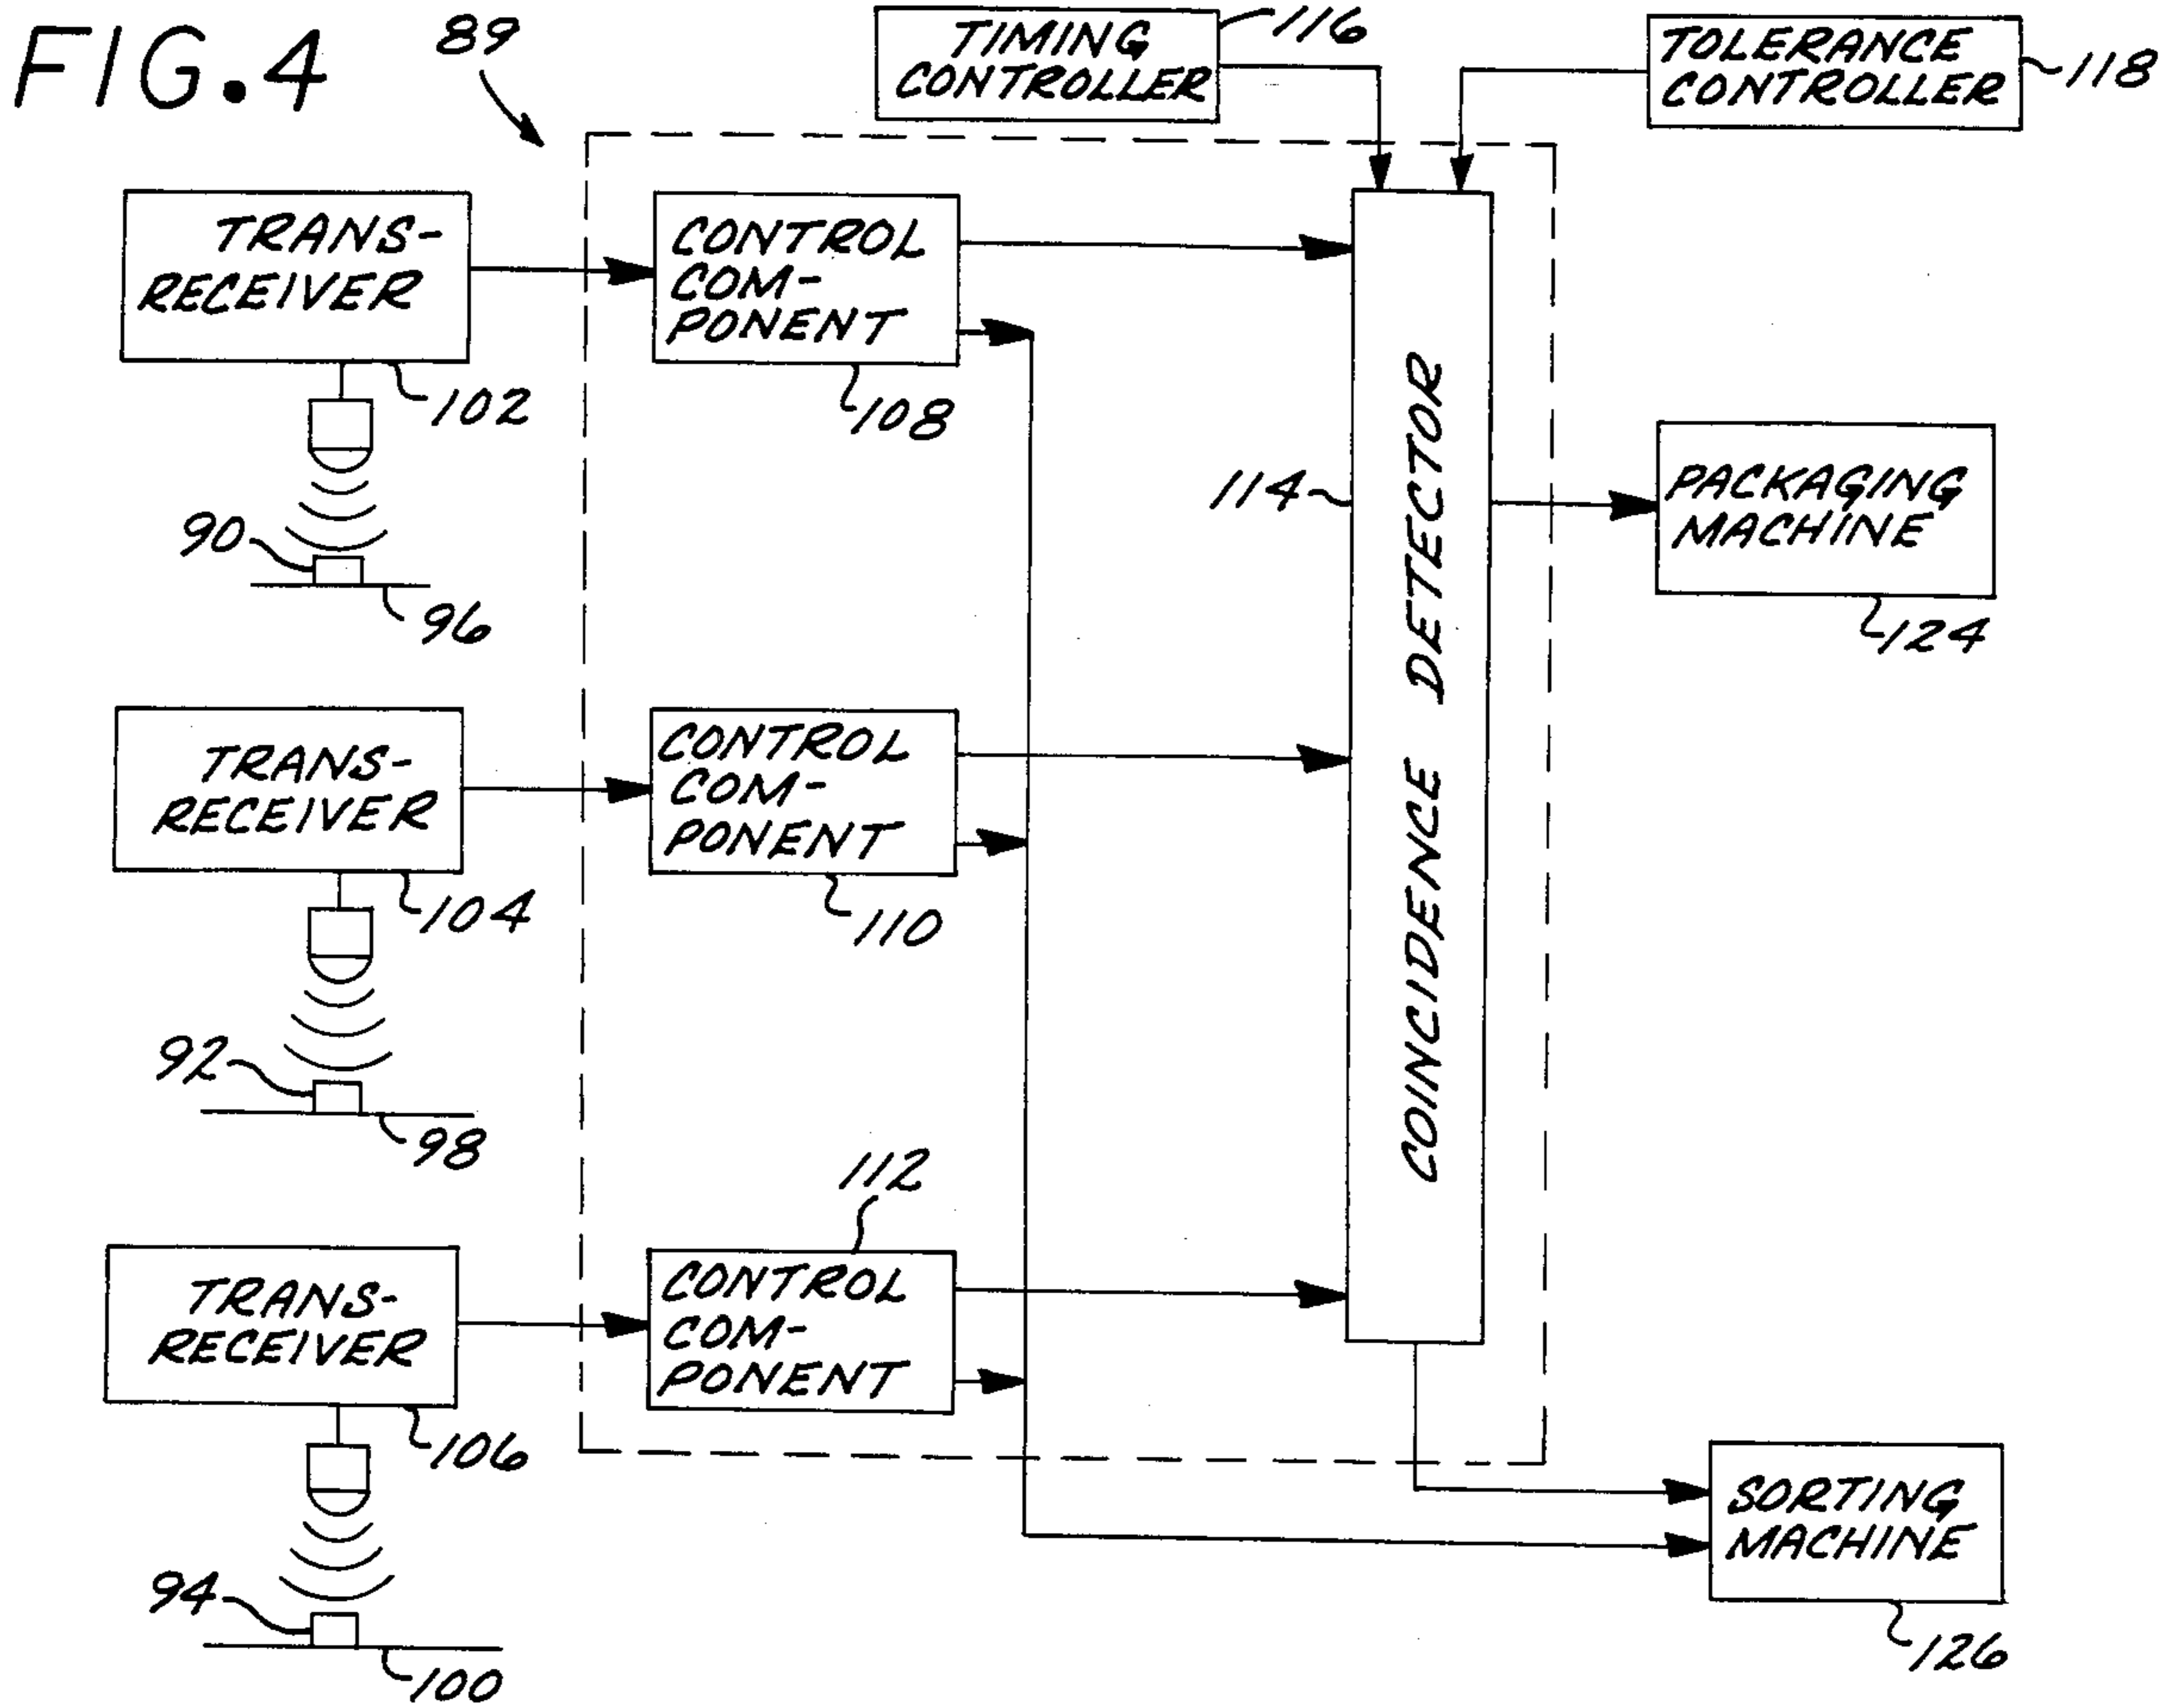 FIG.4
89
TIMING
CONTROLLER
116
TOLERANCE
CONTROLLER
118
TRANS-
RECEIVER
102
CONTROL
COM-
PONENT
108
90
96
114
COINCIDENCE DETECTOR
PACKAGING
MACHINE
124
TRANS-
RECEIVER
104
CONTROL
COM-
PONENT
110
92
98
112
TRANS-
RECEIVER
106
CONTROL
COM-
PONENT
94
100
SORTING
MACHINE
126